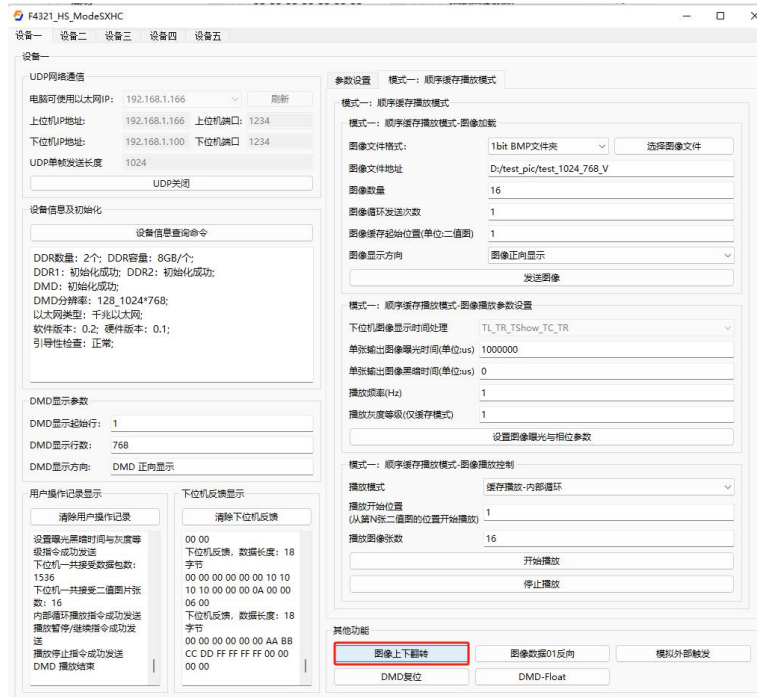 F4321_HS_ModeSXHC
设备一 设备二 设备三 设备四 设备五
设备一
UDP网络通信
电脑可使用以太网IP: 192.168.1.166 刷新
上位机IP地址: 192.168.1.166 上位机端口: 1234
下位机IP地址: 192.168.1.100 下位机端口 1234
UDP单帧发送长度 1024
UDP关闭
设备信息及初始化
设备信息查询命令
DDR数量: 2个; DDR容量: 8GB/个;
DDR1: 初始化成功; DDR2: 初始化成功;
DMD: 初始化成功;
DMD分辨率: 128_1024*768;
以太网类型: 千兆以太网;
软件版本: 0.2; 硬件版本: 0.1;
引导性检查: 正常;
DMD显示参数
DMD显示起始行: 1
DMD显示行数: 768
DMD显示方向: DMD 正向显示
用户操作记录显示
清除用户操作记录
设置曝光黑暗时间与灰度等
级指令成功发送
下位机一共接受数据包数:
1536
下位机一共接受二值图片张
数: 16
内部循环播放指令成功发送
播放暂停/继续指令成功发
送
播放停止指令成功发送
DMD 播放结束
下位机反馈显示
清除下位机反馈
00 00
下位机反馈, 数据长度: 18
字节
00 00 00 00 00 00 10 10
10 10 00 00 00 0A 00 00
06 00
下位机反馈, 数据长度: 18
字节
00 00 00 00 00 00 AA BB
CC DD FF FF FF FF 00 00
00 00
参数设置 模式一: 顺序缓存播放模式
模式一: 顺序缓存播放模式
模式一: 顺序缓存播放模式-图像加载
图像文件格式: 1bit BMP文件夹 选择图像文件
图像文件地址 D:/test_pic/test_1024_768_V
图像数量 16
图像循环发送次数 1
图像缓存起始位置(单位:二值图) 1
图像显示方向 图像正向显示
发送图像
模式一: 顺序缓存播放模式-图像播放参数设置
下位机图像显示时间处理 TL_TR_TShow_TC_TR
单张输出图像曝光时间(单位:us) 1000000
单张输出图像黑暗时间(单位:us) 0
播放频率(Hz) 1
播放灰度等级(仅缓存模式) 1
设置图像曝光与相位参数
模式一: 顺序缓存播放模式-图像播放控制
播放模式 缓存播放-内部循环
播放开始位置
(从第N张二值图的位置开始播放) 1
播放图像张数 16
开始播放
停止播放
其他功能
图像上下翻转 图像数据01反向 模拟外部触发
DMD复位 DMD-Float